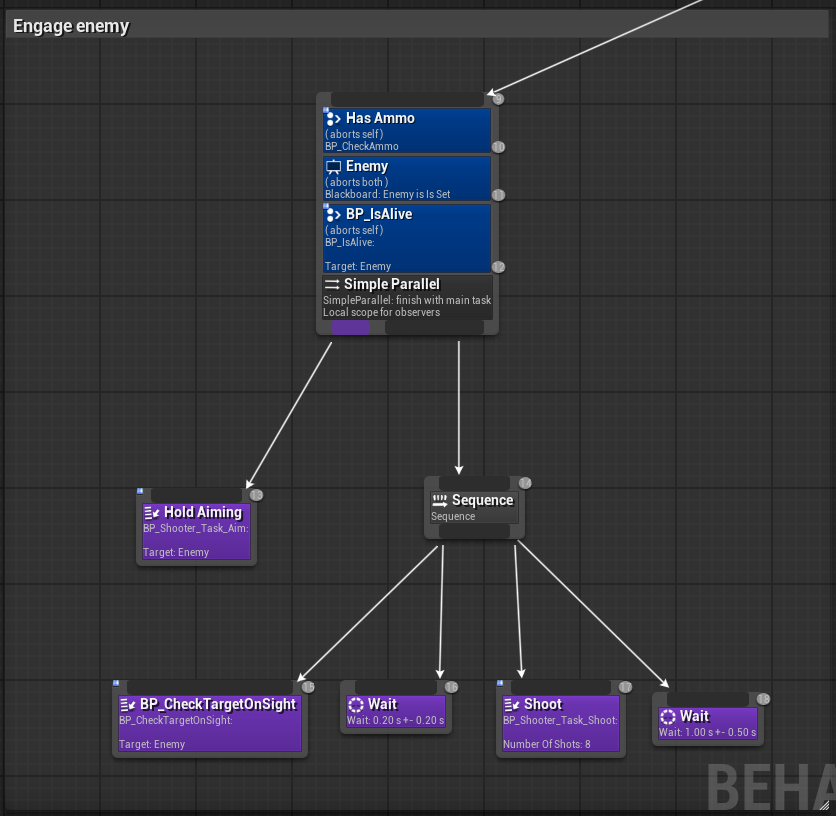 Engage enemy
9
Has Ammo
( aborts self )
BP_CheckAmmo
10
Enemy
( aborts both )
Blackboard: Enemy is Is Set
11
BP_IsAlive
( aborts self )
BP_IsAlive:
Target: Enemy
12
Simple Parallel
SimpleParallel: finish with main task
Local scope for observers
13
Hold Aiming
BP_Shooter_Task_Aim:
Target: Enemy
14
Sequence
Sequence
15
BP_CheckTargetOnSight
BP_CheckTargetOnSight:
Target: Enemy
16
Wait
Wait: 0.20 s+- 0.20 s
17
Shoot
BP_Shooter_Task_Shoot:
Number Of Shots: 8
18
Wait
Wait: 1.00 s+- 0.50 s
BEHA